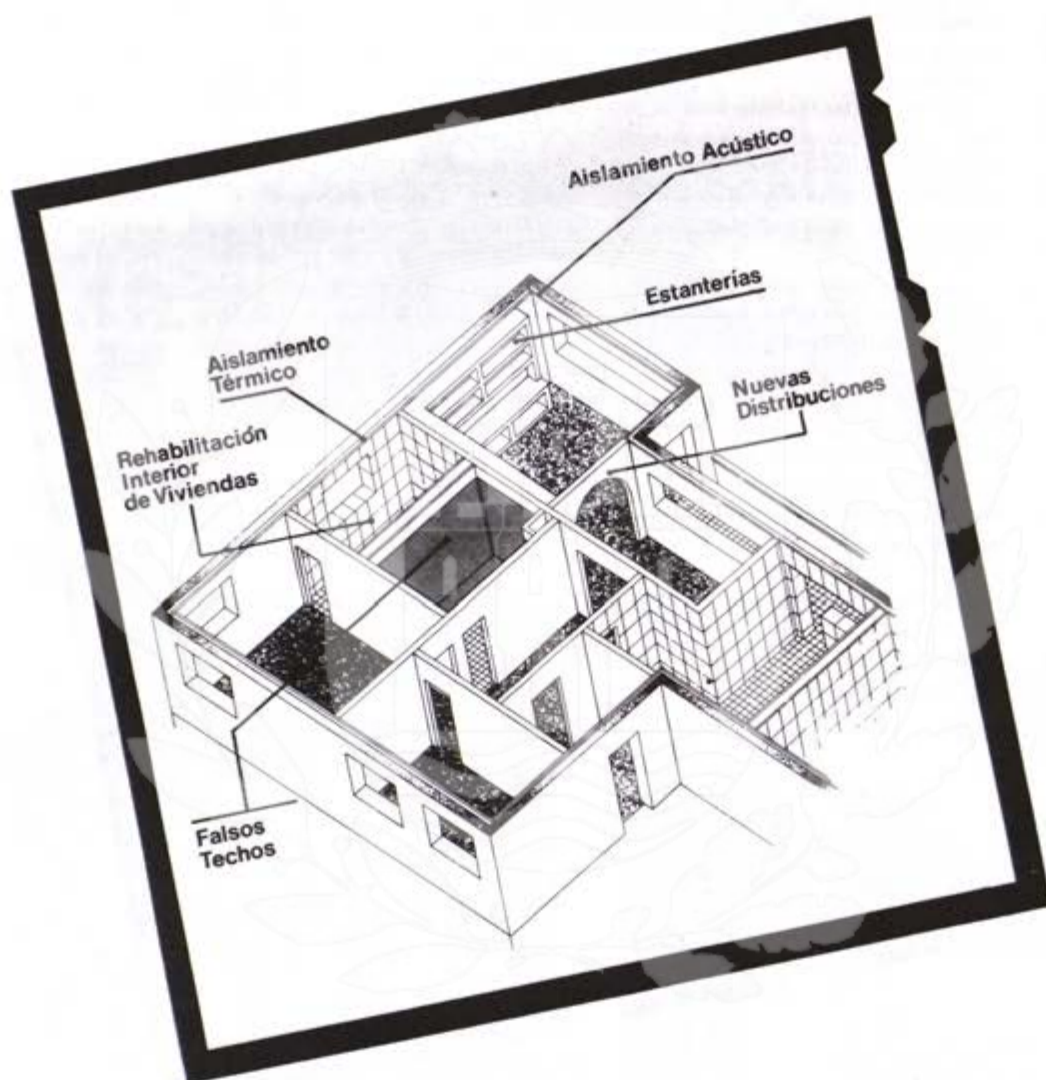 Aislamiento Acústico
Estanterías
Aislamiento
Térmico
Nuevas
Distribuciones
Rehabilitación
Interior
de Viviendas
Falsos
Techos